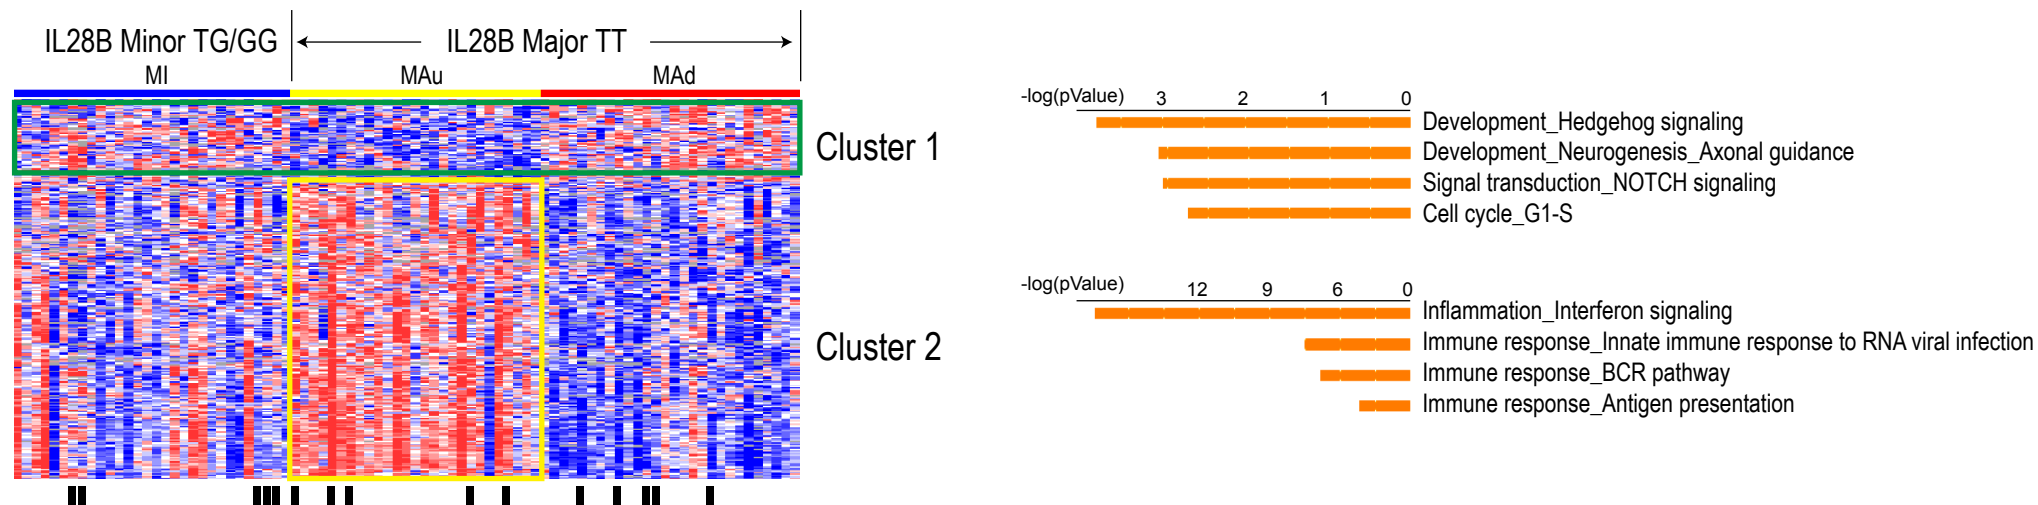 IL28B Minor TG/GG
IL28B Major TT
MI
MAu
MAd
Cluster 1
Cluster 2
-log(pValue) 3 2 1 0
Development_Hedgehog signaling
Development_Neurogenesis_Axonal guidance
Signal transduction_NOTCH signaling
Cell cycle_G1-S
-log(pValue) 12 9 6 0
Inflammation_Interferon signaling
Immune response_Innate immune response to RNA viral infection
Immune response_BCR pathway
Immune response_Antigen presentation